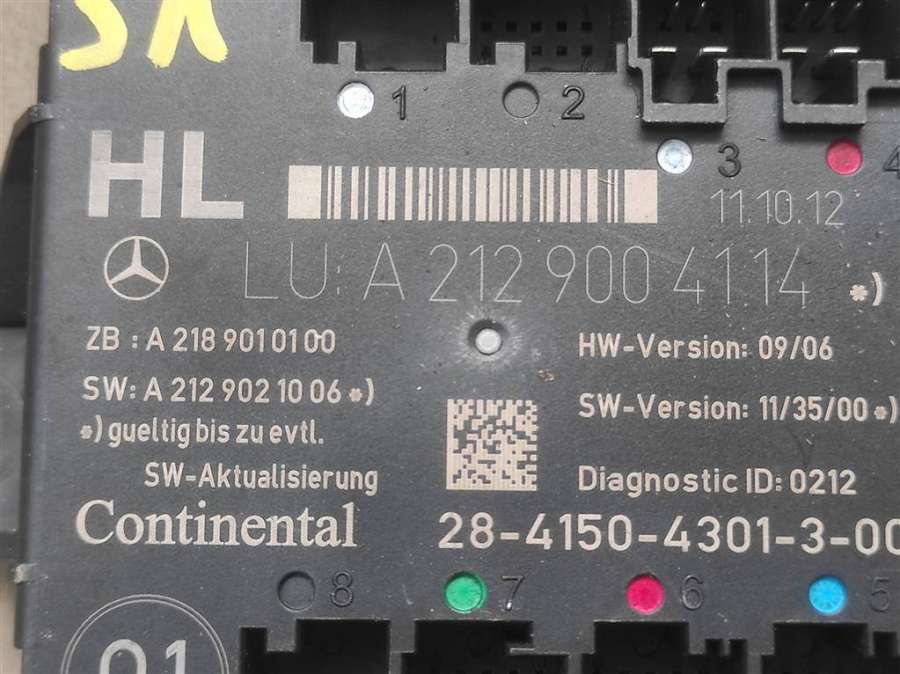 1 2
3 4
HL
11.10.12
LU: A 212 900 41 14 *)
ZB : A 218 901 01 00
HW-Version: 09/06
SW: A 212 902 10 06 *)
SW-Version: 11/35/00 *)
*) gueltig bis zu evtl.
SW-Aktualisierung
Diagnostic ID: 0212
Continental
28-4150-4301-3-00
8 7 6 5
01